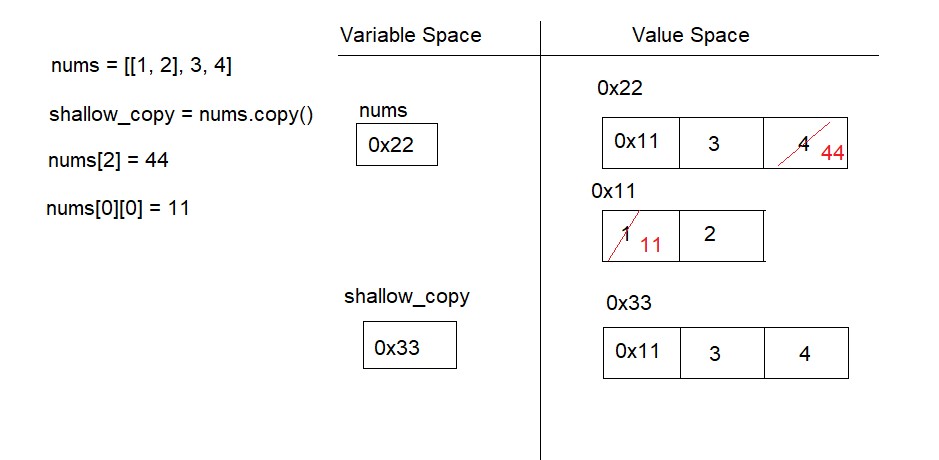 Variable Space
Value Space
nums = [[1, 2], 3, 4]
shallow_copy = nums.copy()
nums[2] = 44
nums[0][0] = 11
nums
0x22
0x22
0x11 3 4 44
0x11
1 11 2
shallow_copy
0x33
0x33
0x11 3 4